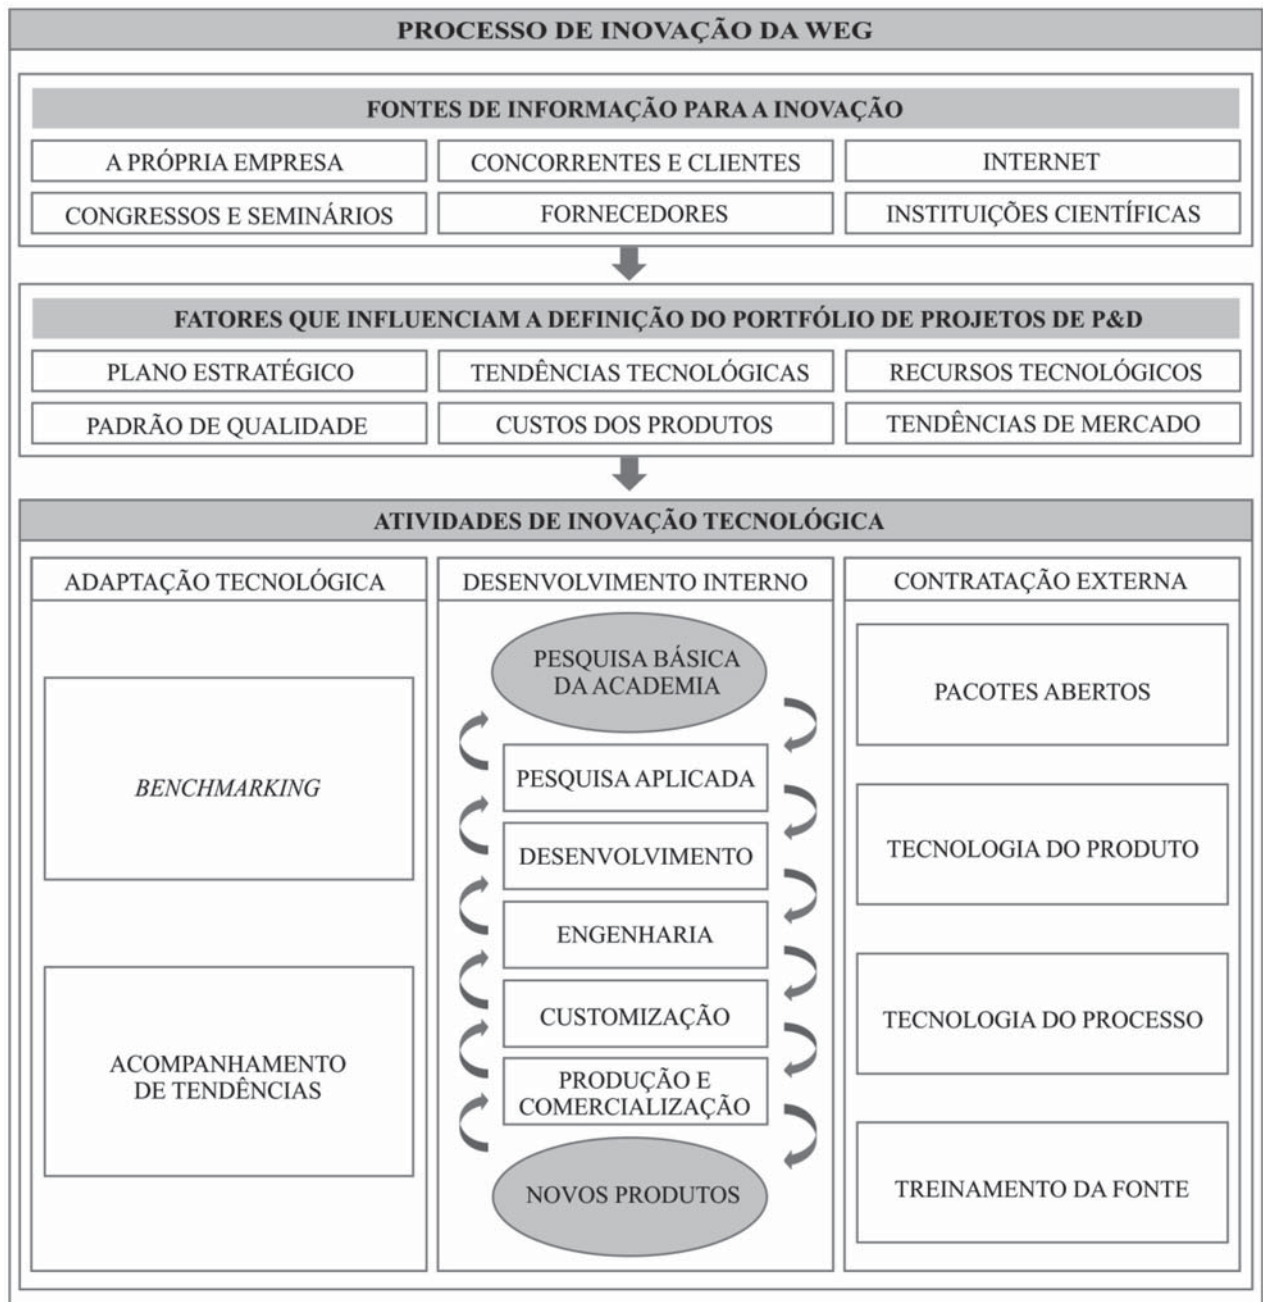 PROCESSO DE INOVAÇÃO DA WEG
FONTES DE INFORMAÇÃO PARA A INOVAÇÃO
A PRÓPRIA EMPRESA
CONCORRENTES E CLIENTES
INTERNET
CONGRESSOS E SEMINÁRIOS
FORNECEDORES
INSTITUIÇÕES CIENTÍFICAS
FATORES QUE INFLUENCIAM A DEFINIÇÃO DO PORTFÓLIO DE PROJETOS DE P&D
PLANO ESTRATÉGICO
TENDÊNCIAS TECNOLÓGICAS
RECURSOS TECNOLÓGICOS
PADRÃO DE QUALIDADE
CUSTOS DOS PRODUTOS
TENDÊNCIAS DE MERCADO
ATIVIDADES DE INOVAÇÃO TECNOLÓGICA
ADAPTAÇÃO TECNOLÓGICA
BENCHMARKING
ACOMPANHAMENTO
DE TENDÊNCIAS
DESENVOLVIMENTO INTERNO
PESQUISA BÁSICA
DA ACADEMIA
PESQUISA APLICADA
DESENVOLVIMENTO
ENGENHARIA
CUSTOMIZAÇÃO
PRODUÇÃO E
COMERCIALIZAÇÃO
NOVOS PRODUTOS
CONTRATAÇÃO EXTERNA
PACOTES ABERTOS
TECNOLOGIA DO PRODUTO
TECNOLOGIA DO PROCESSO
TREINAMENTO DA FONTE